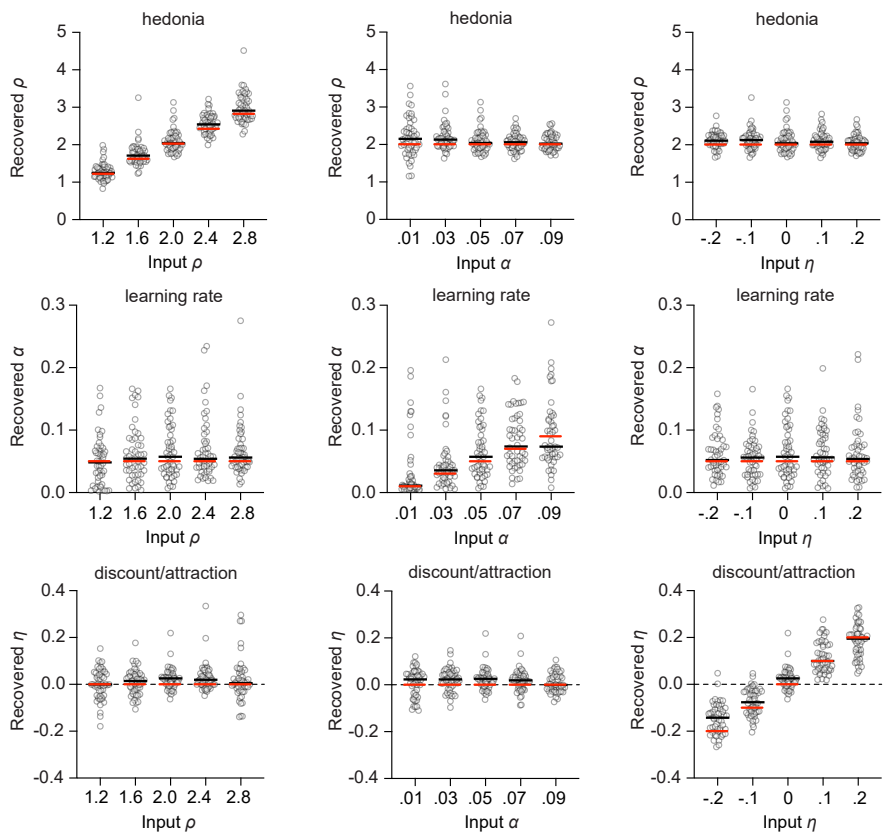 hedonia
hedonia
hedonia
5
4
3
2
1
0
Recovered ρ
1.2 1.6 2.0 2.4 2.8
Input ρ
5
4
3
2
1
0
Recovered ρ
.01 .03 .05 .07 .09
Input α
5
4
3
2
1
0
Recovered ρ
-.2 -.1 0 .1 .2
Input η
learning rate
learning rate
learning rate
0.3
0.2
0.1
0.0
Recovered α
1.2 1.6 2.0 2.4 2.8
Input ρ
0.3
0.2
0.1
0.0
Recovered α
.01 .03 .05 .07 .09
Input α
0.3
0.2
0.1
0.0
Recovered α
-.2 -.1 0 .1 .2
Input η
discount/attraction
discount/attraction
discount/attraction
0.4
0.2
0.0
-0.2
-0.4
Recovered η
1.2 1.6 2.0 2.4 2.8
Input ρ
0.4
0.2
0.0
-0.2
-0.4
Recovered η
.01 .03 .05 .07 .09
Input α
0.4
0.2
0.0
-0.2
-0.4
Recovered η
-.2 -.1 0 .1 .2
Input η